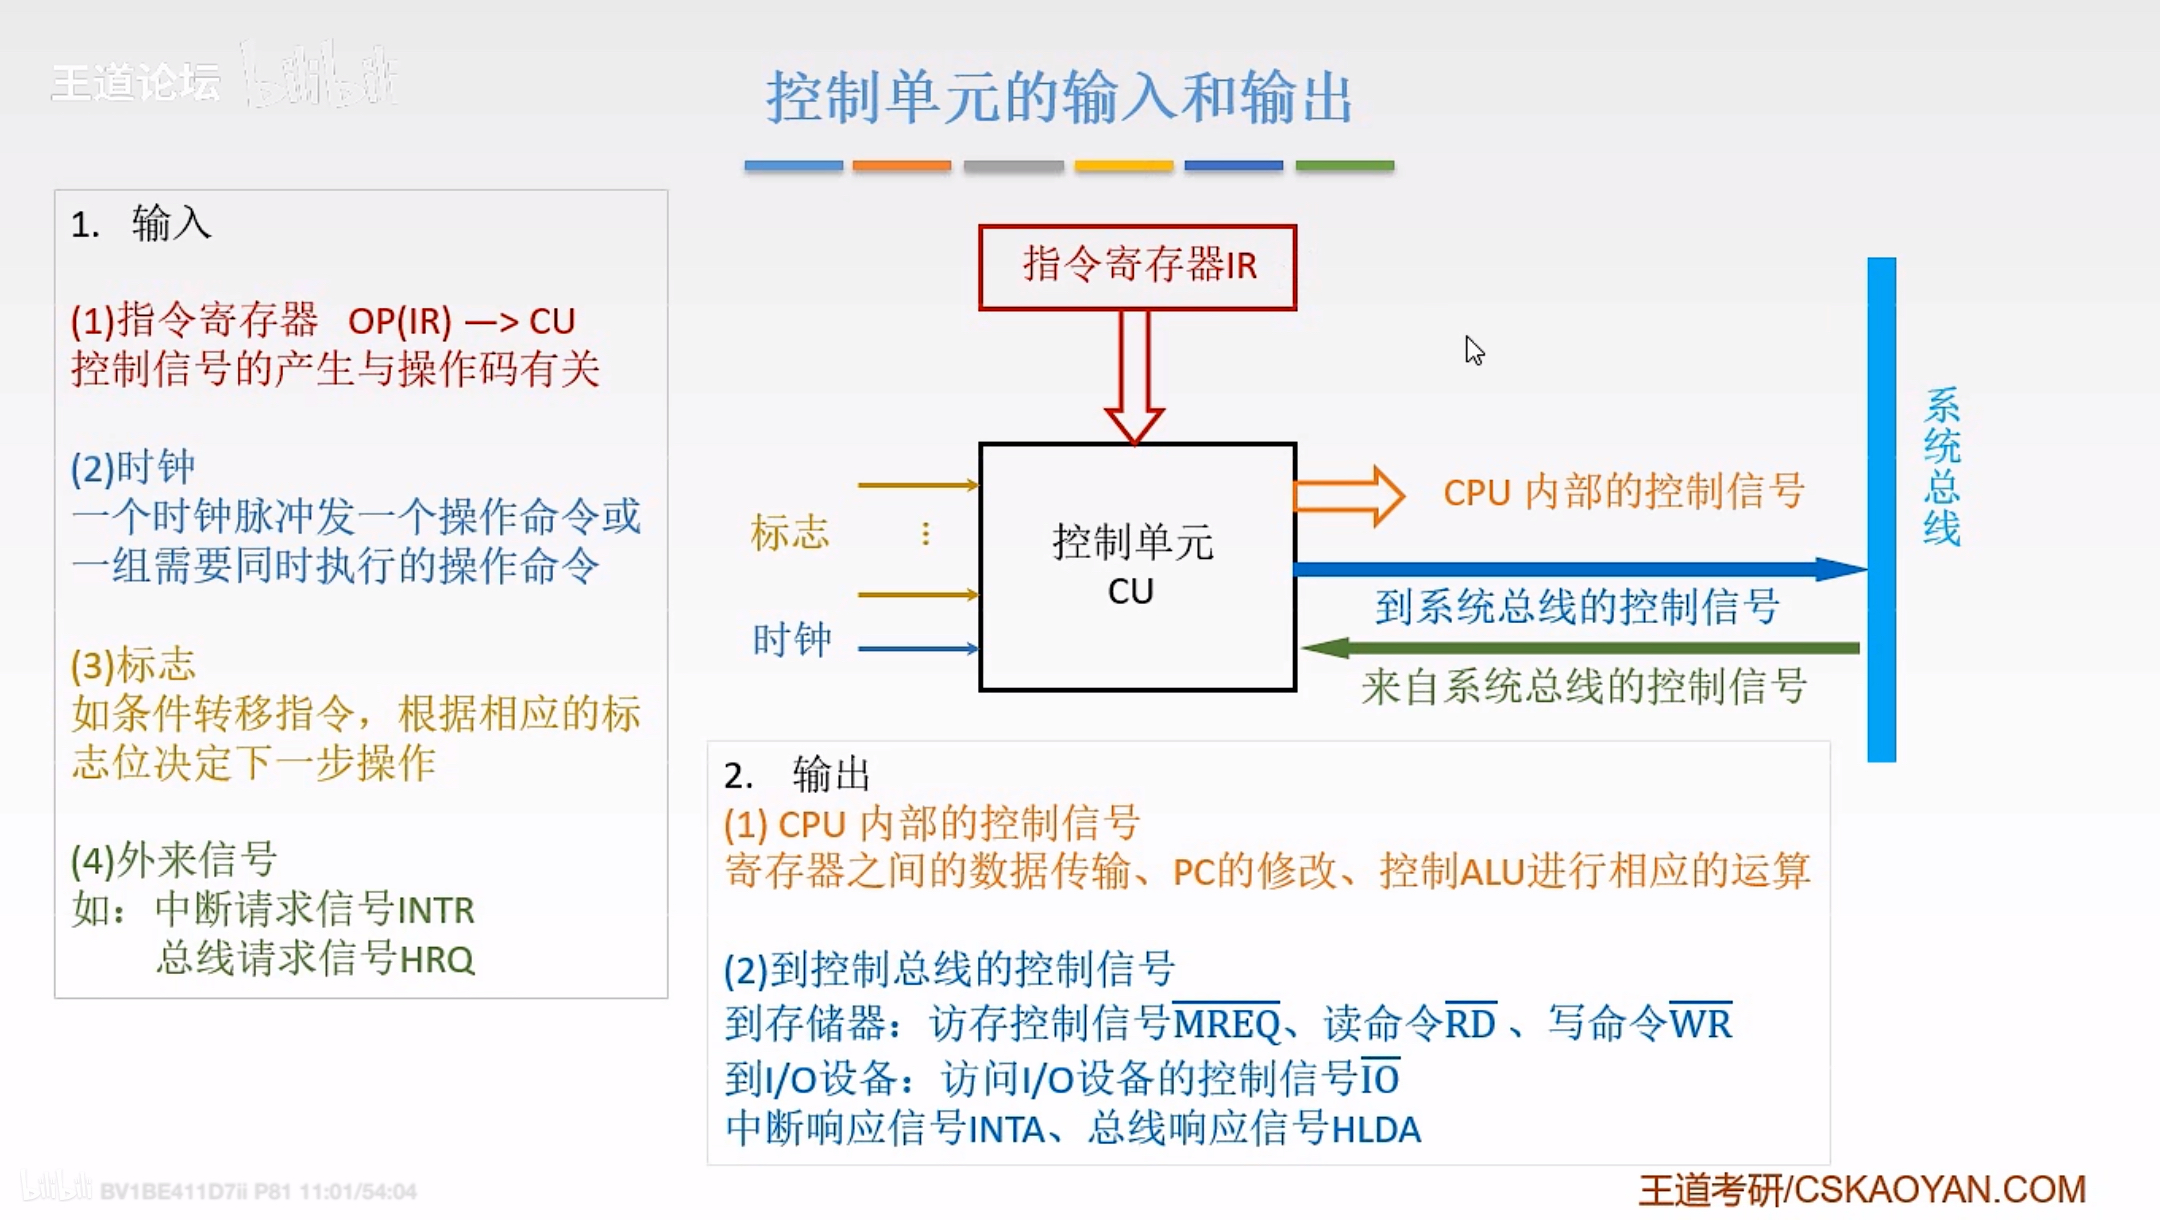 王道论坛 bilibili
控制单元的输入和输出
1. 输入
(1)指令寄存器 OP(IR) —> CU
控制信号的产生与操作码有关
(2)时钟
一个时钟脉冲发一个操作命令或
一组需要同时执行的操作命令
(3)标志
如条件转移指令，根据相应的标
志位决定下一步操作
(4)外来信号
如：中断请求信号INTR
总线请求信号HRQ
指令寄存器IR
标志
⋮
时钟
控制单元
CU
CPU 内部的控制信号
到系统总线的控制信号
来自系统总线的控制信号
系统总线
2. 输出
(1) CPU 内部的控制信号
寄存器之间的数据传输、PC的修改、控制ALU进行相应的运算
(2)到控制总线的控制信号
到存储器：访存控制信号M̅R̅E̅Q̅、读命令R̅D̅ 、写命令W̅R̅
到I/O设备：访问I/O设备的控制信号I̅O̅
中断响应信号INTA、总线响应信号HLDA
bilibili BV1BE411D7ii P81 11:01/54:04
王道考研/CSKAOYAN.COM